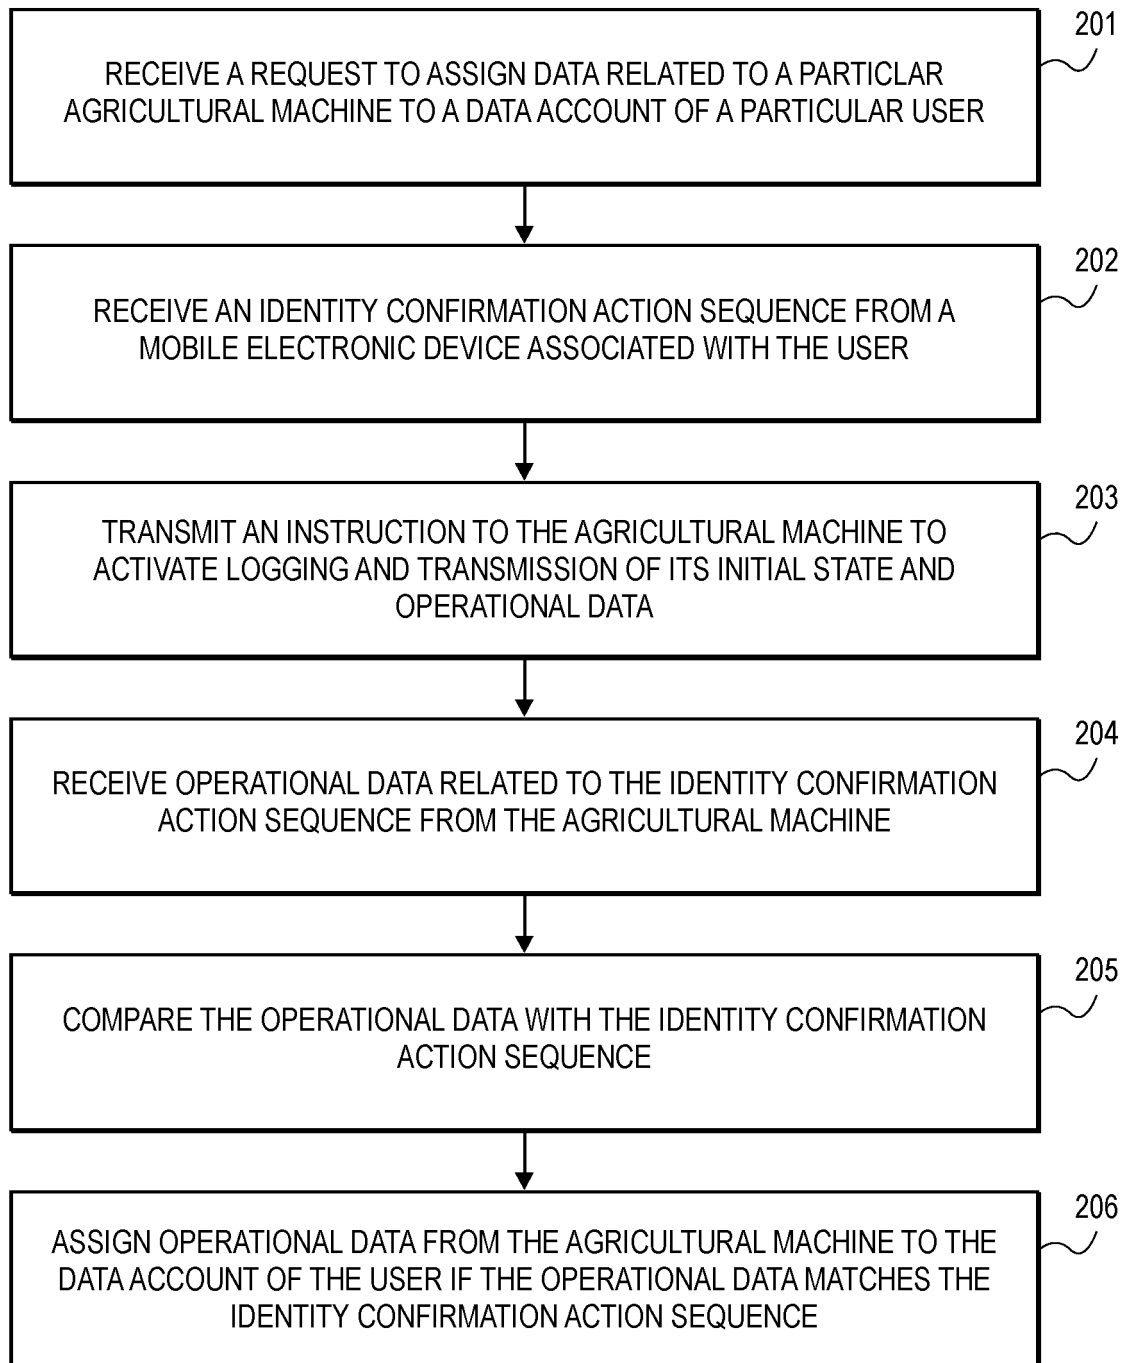 201
RECEIVE A REQUEST TO ASSIGN DATA RELATED TO A PARTICLAR
AGRICULTURAL MACHINE TO A DATA ACCOUNT OF A PARTICULAR USER
202
RECEIVE AN IDENTITY CONFIRMATION ACTION SEQUENCE FROM A
MOBILE ELECTRONIC DEVICE ASSOCIATED WITH THE USER
203
TRANSMIT AN INSTRUCTION TO THE AGRICULTURAL MACHINE TO
ACTIVATE LOGGING AND TRANSMISSION OF ITS INITIAL STATE AND
OPERATIONAL DATA
204
RECEIVE OPERATIONAL DATA RELATED TO THE IDENTITY CONFIRMATION
ACTION SEQUENCE FROM THE AGRICULTURAL MACHINE
205
COMPARE THE OPERATIONAL DATA WITH THE IDENTITY CONFIRMATION
ACTION SEQUENCE
206
ASSIGN OPERATIONAL DATA FROM THE AGRICULTURAL MACHINE TO THE
DATA ACCOUNT OF THE USER IF THE OPERATIONAL DATA MATCHES THE
IDENTITY CONFIRMATION ACTION SEQUENCE